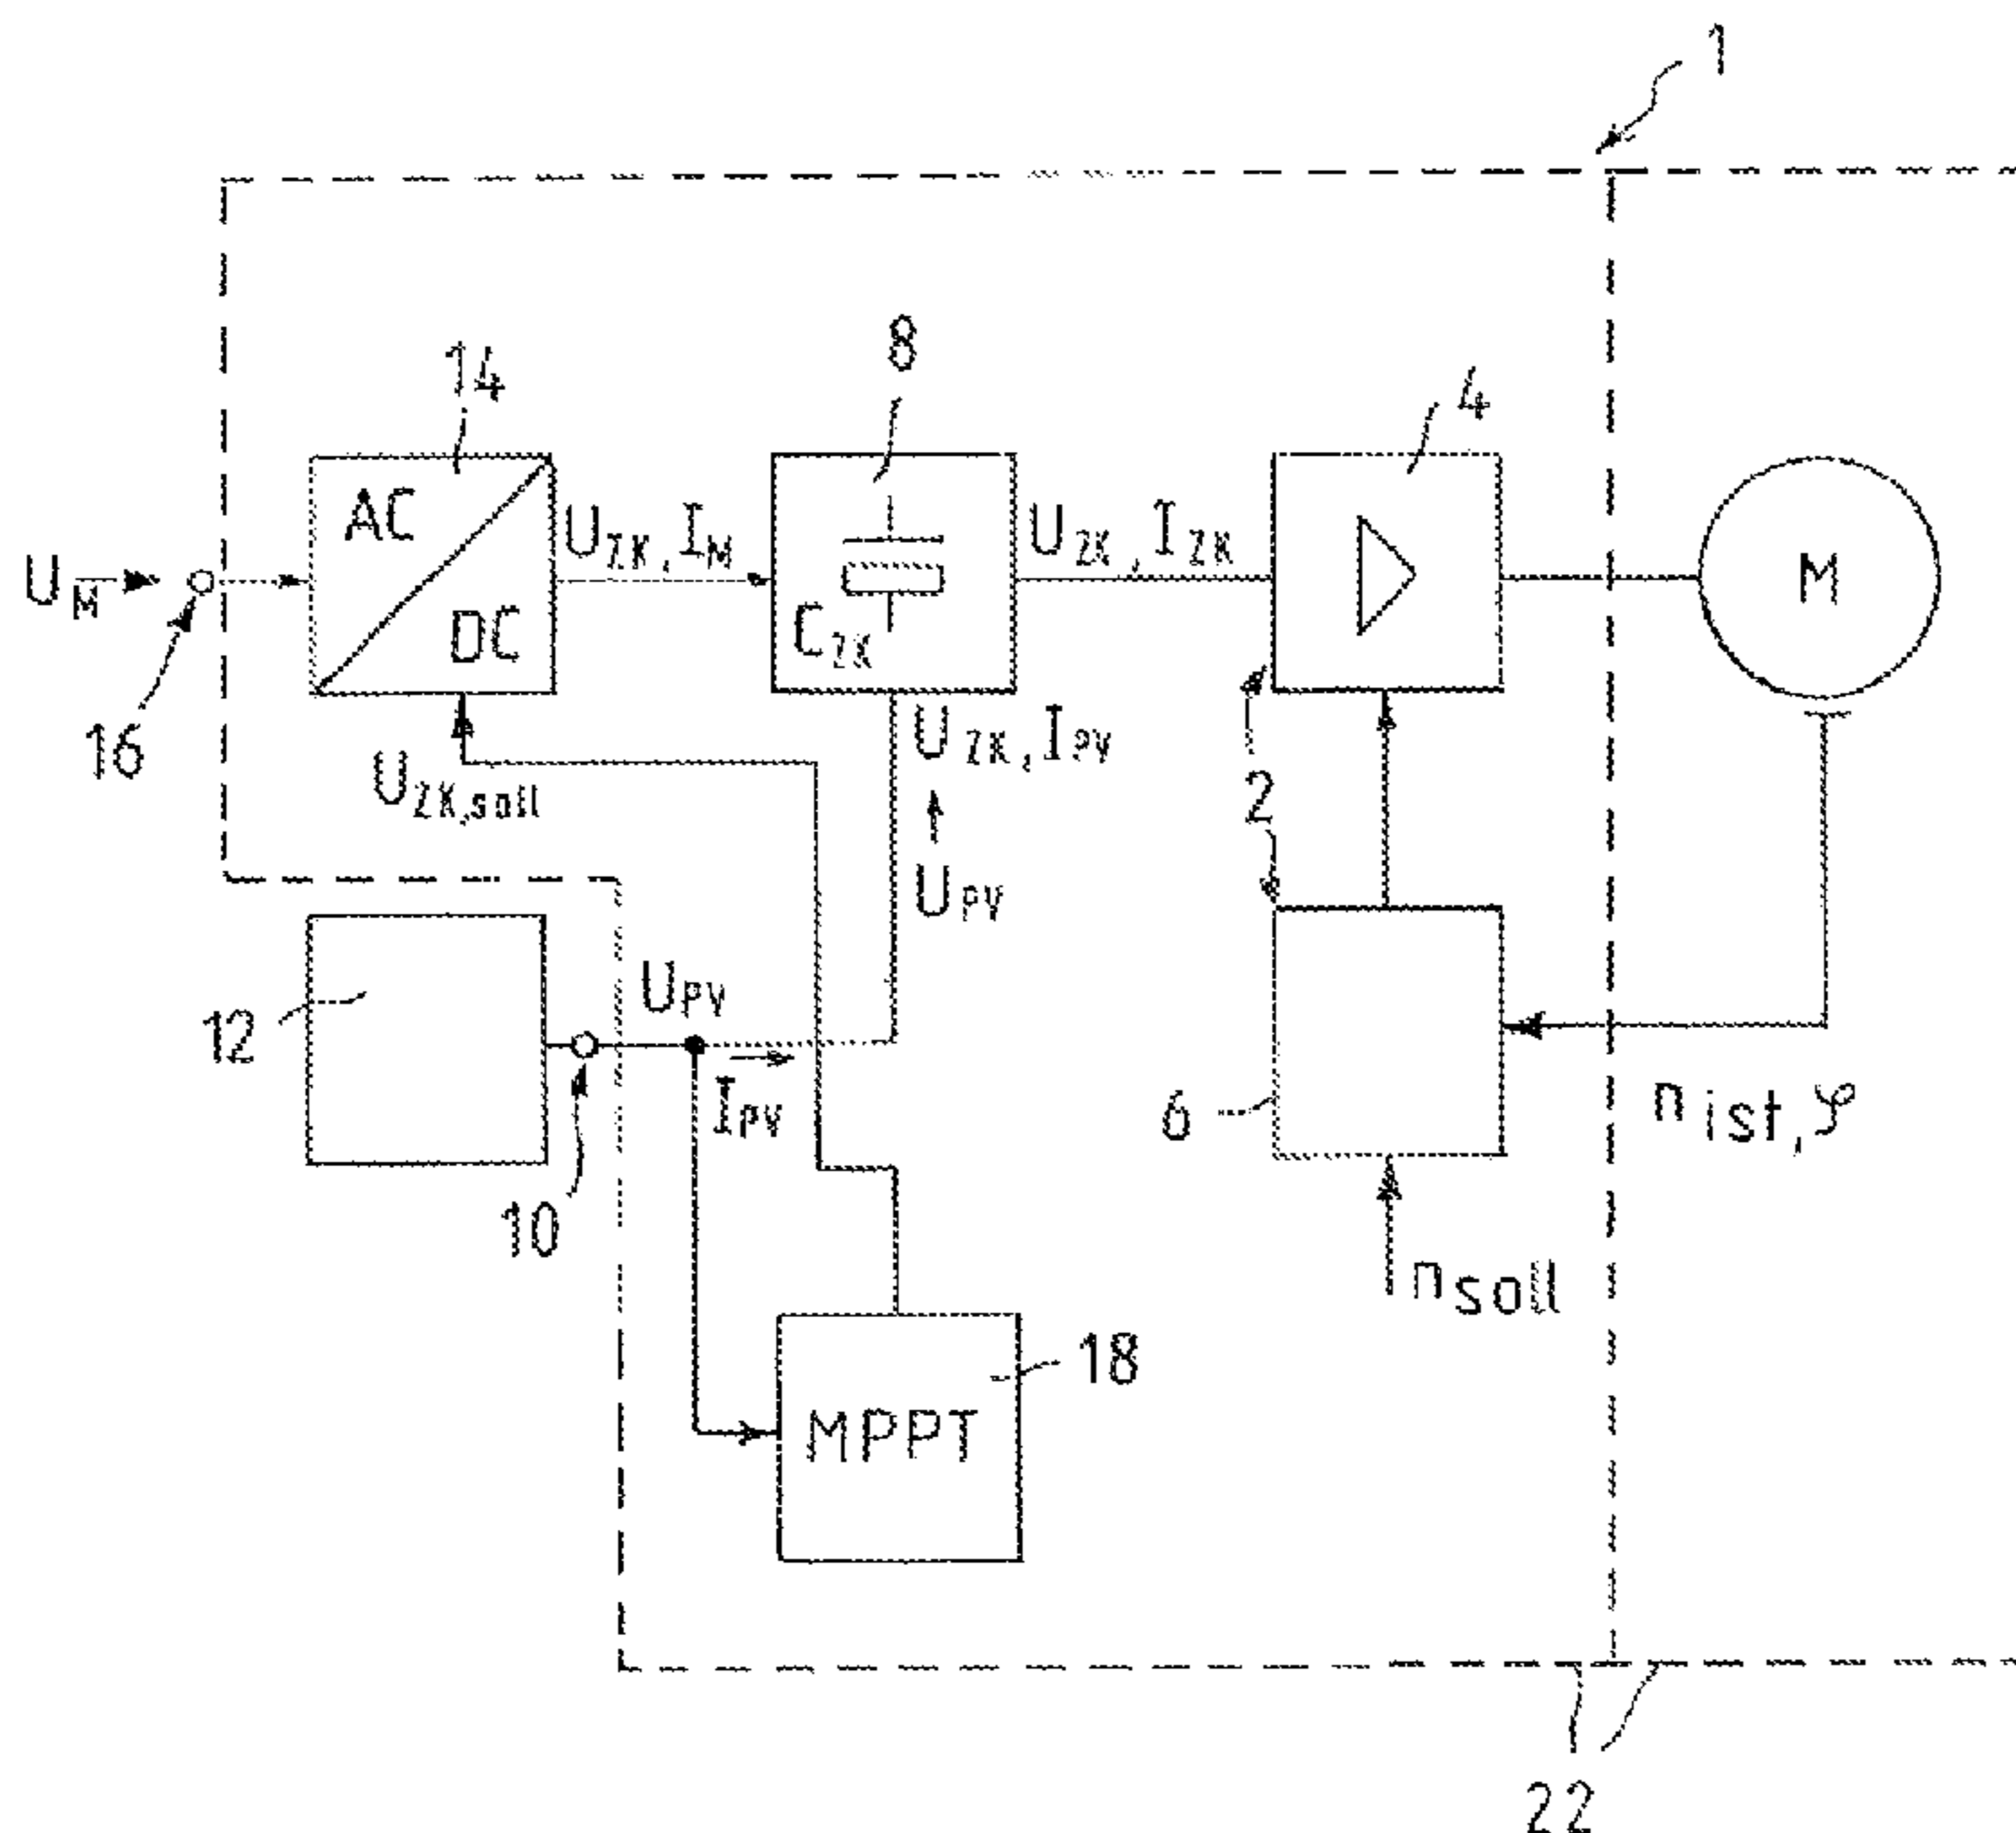 1
14
8
4
AC
DC
U_ZK, I_M
C_ZK
U_ZK, I_ZK
M
U_M
16
U_ZK,soll
U_ZK, I_PV
U_PV
2
12
U_PV
I_PV
10
6
n_ist, φ
n_soll
18
MPPT
22